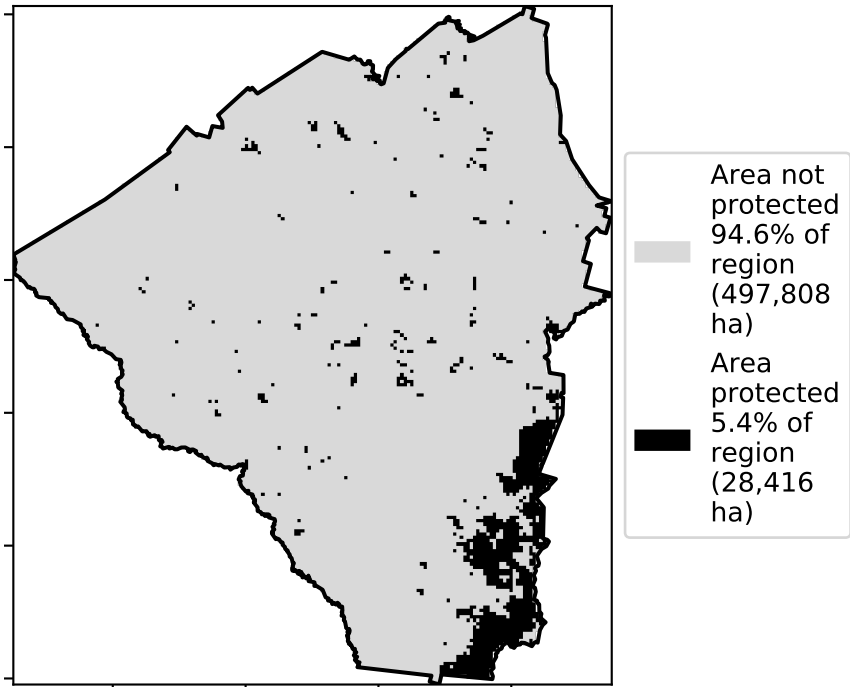 Area not
protected
94.6% of
region
(497,808
ha)
Area
protected
5.4% of
region
(28,416
ha)